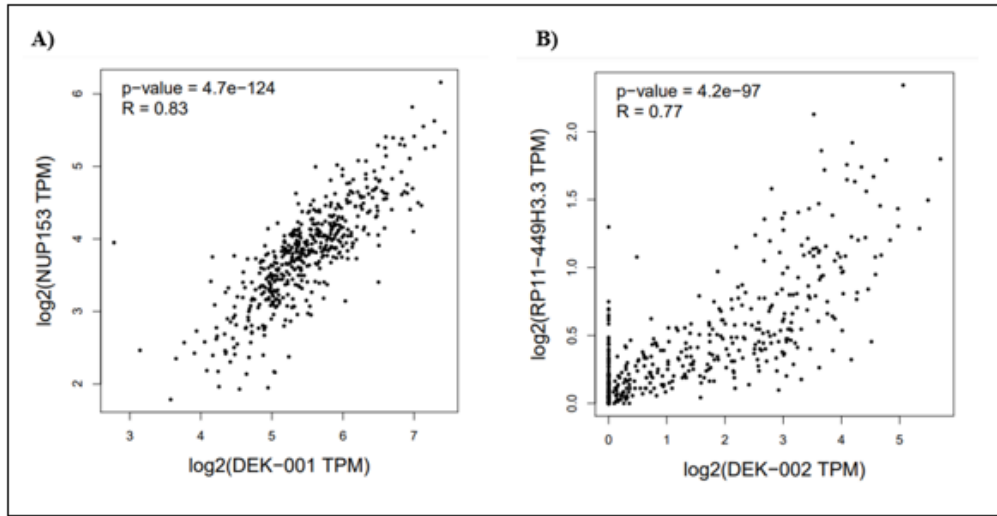 A)
p−value = 4.7e−124
R = 0.83
6
5
4
3
2
log2(NUP153 TPM)
3
4
5
6
7
log2(DEK−001 TPM)
B)
p−value = 4.2e−97
R = 0.77
2.0
1.5
1.0
0.5
0.0
log2(RP11−449H3.3 TPM)
0
1
2
3
4
5
log2(DEK−002 TPM)